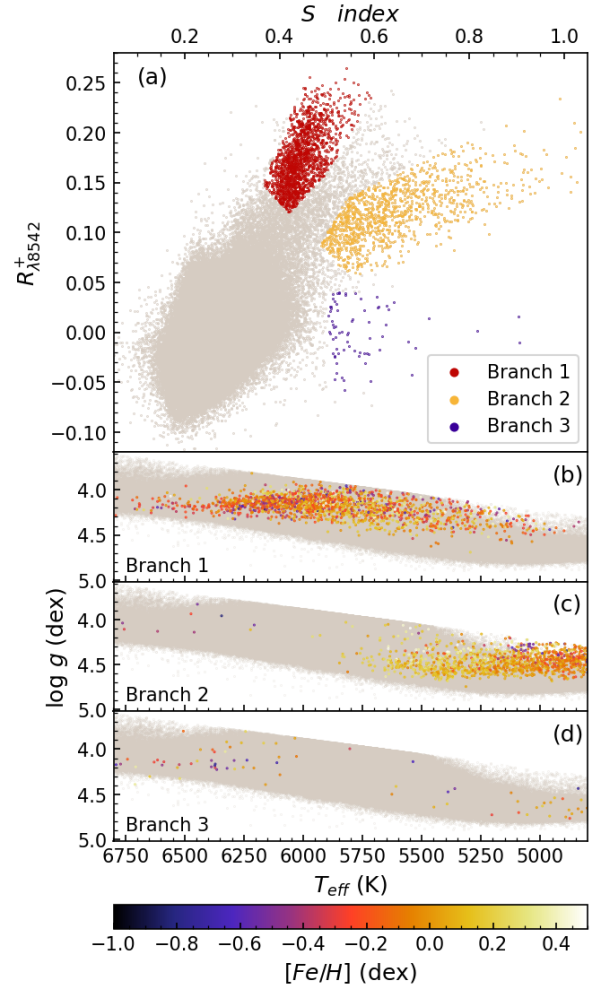 S index
0.2 0.4 0.6 0.8 1.0
(a)
0.25
0.20
0.15
0.10
0.05
0.00
−0.05
−0.10
R⁺λ8542
Branch 1
Branch 2
Branch 3
(b)
4.0
4.5
5.0
Branch 1
(c)
4.0
4.5
5.0
Branch 2
(d)
4.0
4.5
5.0
Branch 3
log g (dex)
6750 6500 6250 6000 5750 5500 5250 5000
Teff (K)
−1.0 −0.8 −0.6 −0.4 −0.2 0.0 0.2 0.4
[Fe/H] (dex)